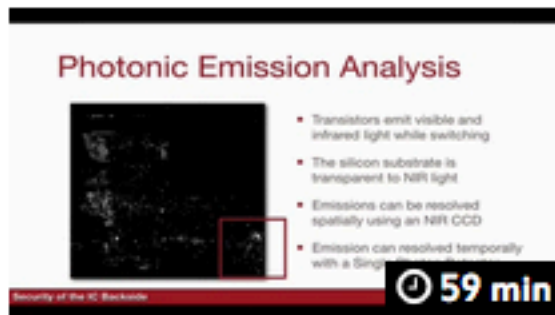 Photonic Emission Analysis
Transistors emit visible and
infrared light while switching
The silicon substrate is
transparent to NIR light
Emissions can be resolved
spatially using an NIR CCD
Emission can resolved temporally
with a Single
Security of the IC Backside
59 min